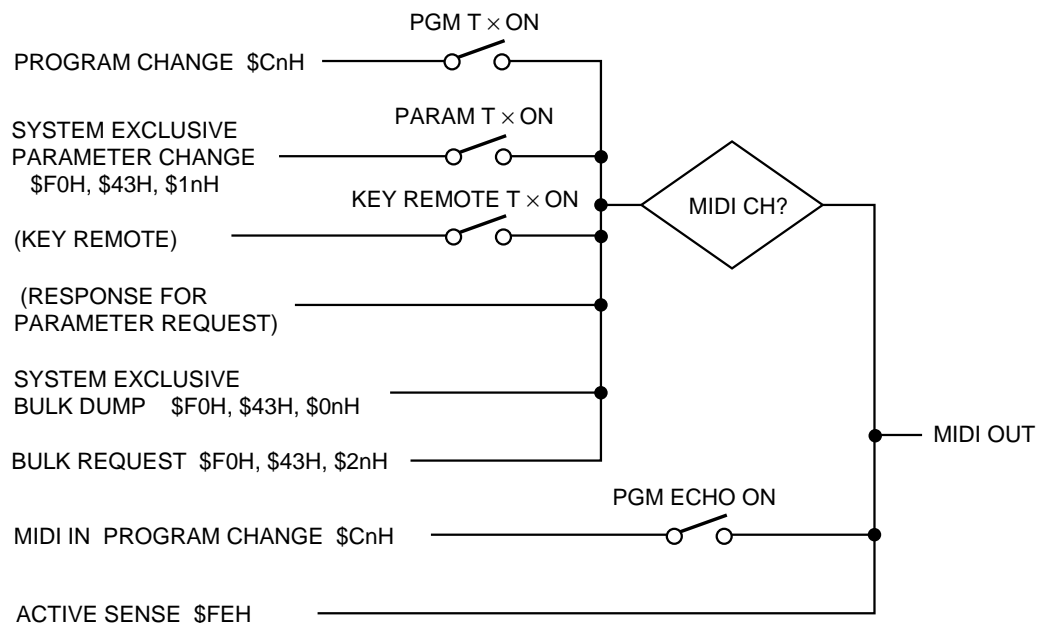 PGM T × ON
PROGRAM CHANGE $CnH
PARAM T × ON
SYSTEM EXCLUSIVE
PARAMETER CHANGE
$F0H, $43H, $1nH
KEY REMOTE T × ON
MIDI CH?
(KEY REMOTE)
(RESPONSE FOR
PARAMETER REQUEST)
SYSTEM EXCLUSIVE
BULK DUMP $F0H, $43H, $0nH
MIDI OUT
BULK REQUEST $F0H, $43H, $2nH
PGM ECHO ON
MIDI IN PROGRAM CHANGE $CnH
ACTIVE SENSE $FEH